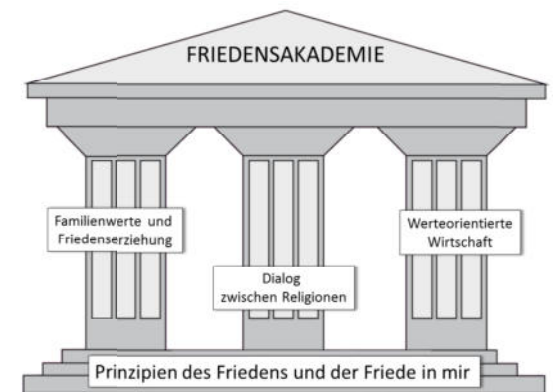 FRIEDENSAKADEMIE
Familienwerte und
Friedenserziehung
Dialog
zwischen Religionen
Werteorientierte
Wirtschaft
Prinzipien des Friedens und der Friede in mir